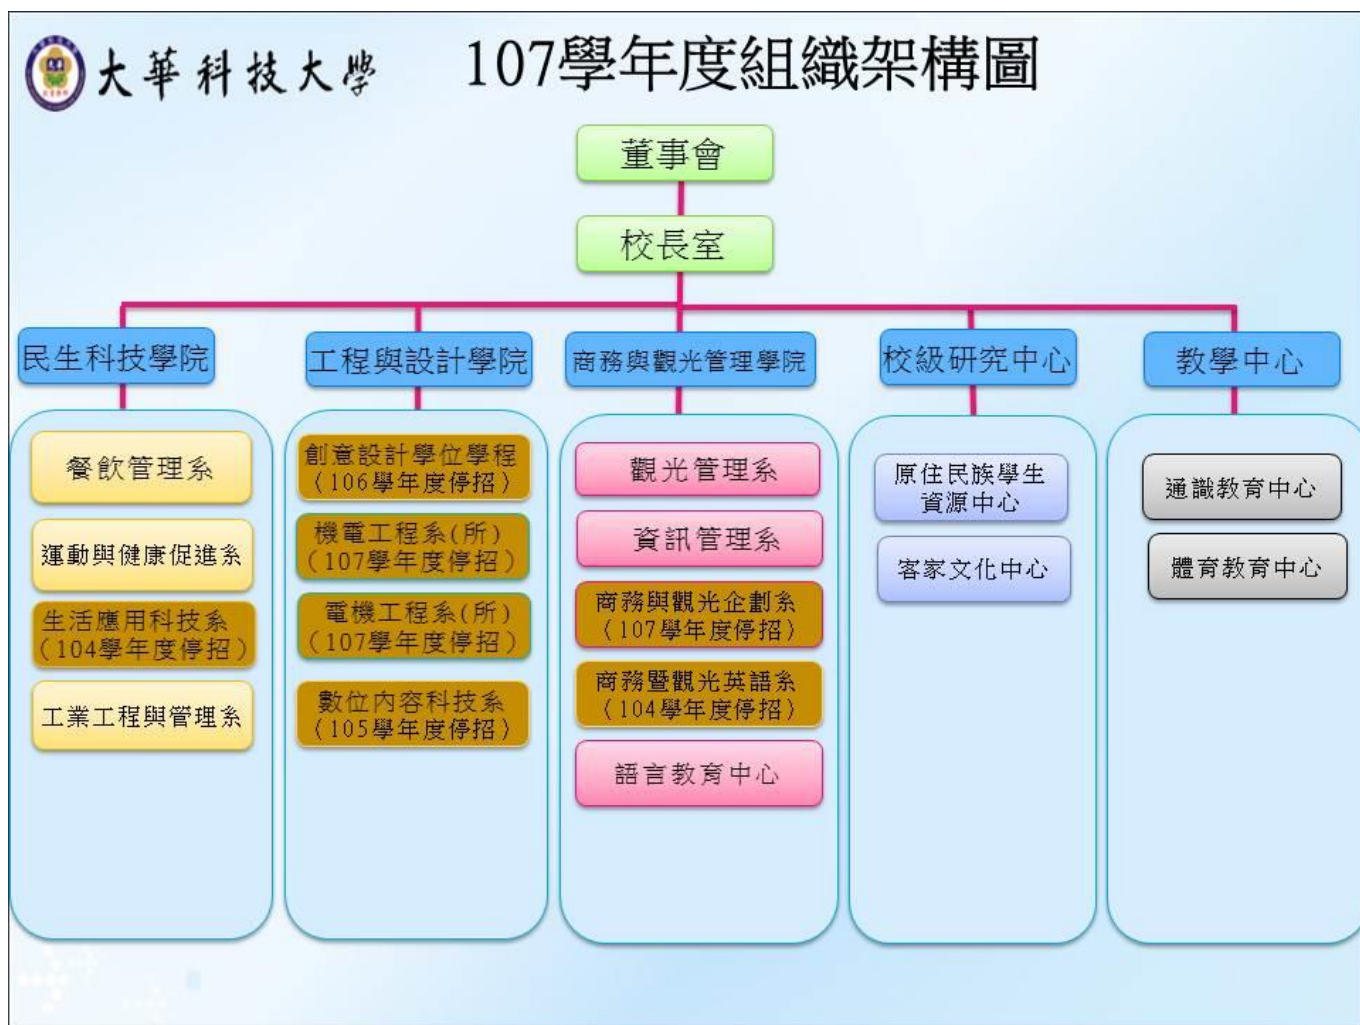 大華科技大學
107學年度組織架構圖
董事會
校長室
民生科技學院
餐飲管理系
運動與健康促進系
生活應用科技系
（104學年度停招）
工業工程與管理系
工程與設計學院
創意設計學位學程
（106學年度停招）
機電工程系(所)
（107學年度停招）
電機工程系(所)
（107學年度停招）
數位內容科技系
（105學年度停招）
商務與觀光管理學院
觀光管理系
資訊管理系
商務與觀光企劃系
（107學年度停招）
商務暨觀光英語系
（104學年度停招）
語言教育中心
校級研究中心
原住民族學生
資源中心
客家文化中心
教學中心
通識教育中心
體育教育中心